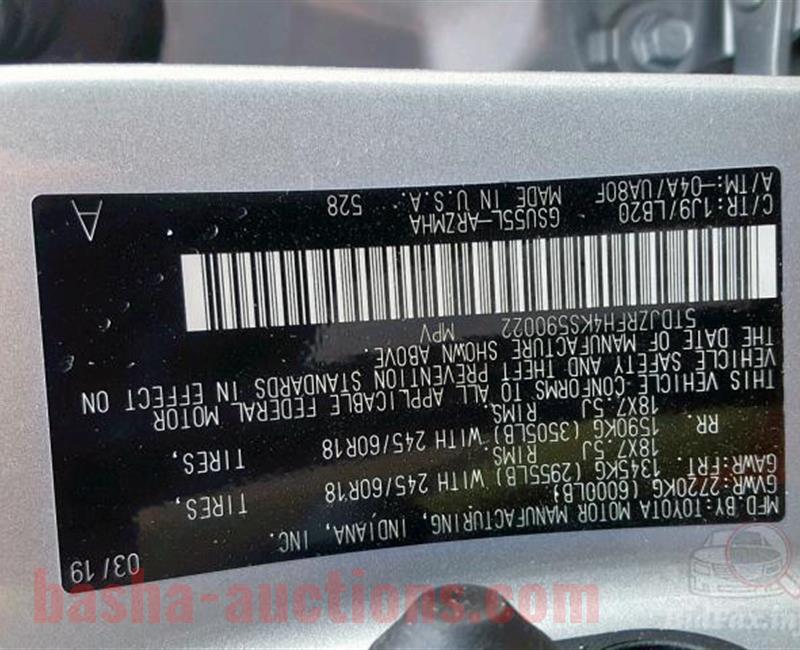 MFD.BY:TOYOTA MOTOR MANUFACTURING, INDIANA, INC. 03/19
GVWR:2720KG (6000LB)
GAWR:FRT. 1345KG (2955LB) WITH 245/60R18 TIRES,
18X7.5J RIMS.
RR. 1590KG (3505LB) WITH 245/60R18 TIRES,
18X7.5J RIMS.
THIS VEHICLE CONFORMS TO ALL APPLICABLE FEDERAL MOTOR
VEHICLE SAFETY AND THEFT PREVENTION STANDARDS IN EFFECT ON
THE DATE OF MANUFACTURE SHOWN ABOVE.
5TDJZRFH4KS590022 MPV
C/TR:1J9/LB20 GSU55L-ARZMHA
A/TM:-04A/UA80F MADE IN U.S.A. 528
A
basha-auctions.com
BidFax.info